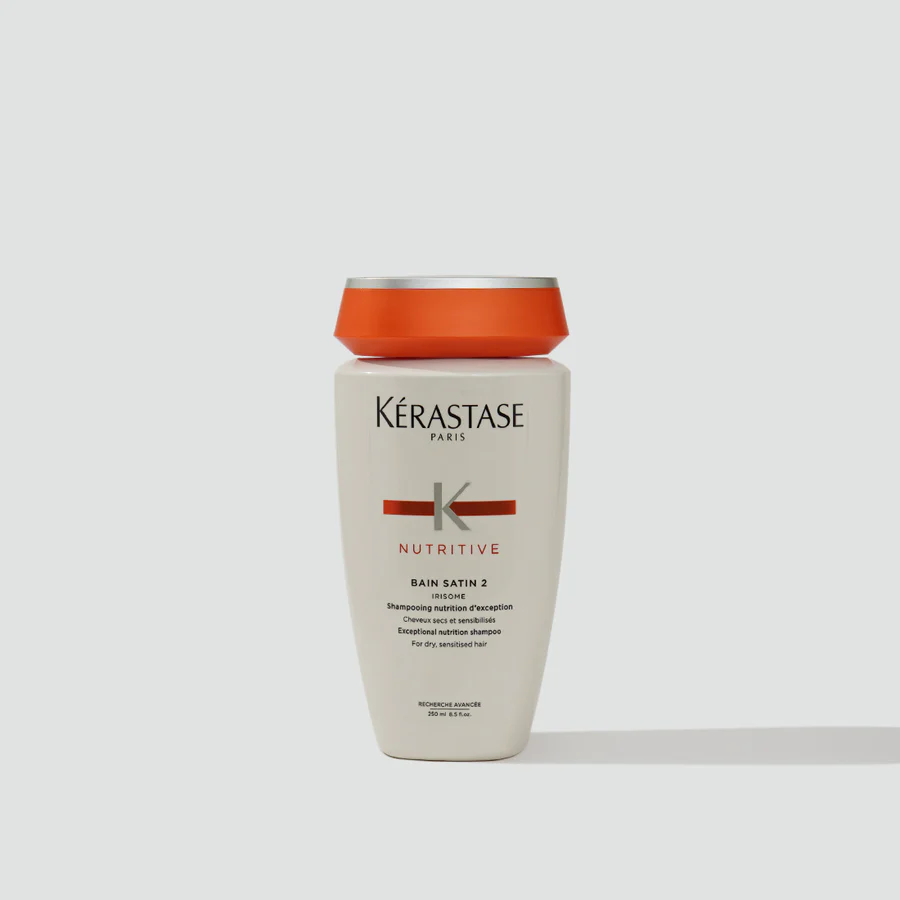 KÉRASTASE
PARIS
K
NUTRITIVE
BAIN SATIN 2
IRISOME
Shampooing nutrition d'exception
Cheveux secs et sensibilisés
Exceptional nutrition shampoo
For dry, sensitised hair
RECHERCHE AVANCÉE
250 ml 8.5 fl.oz.